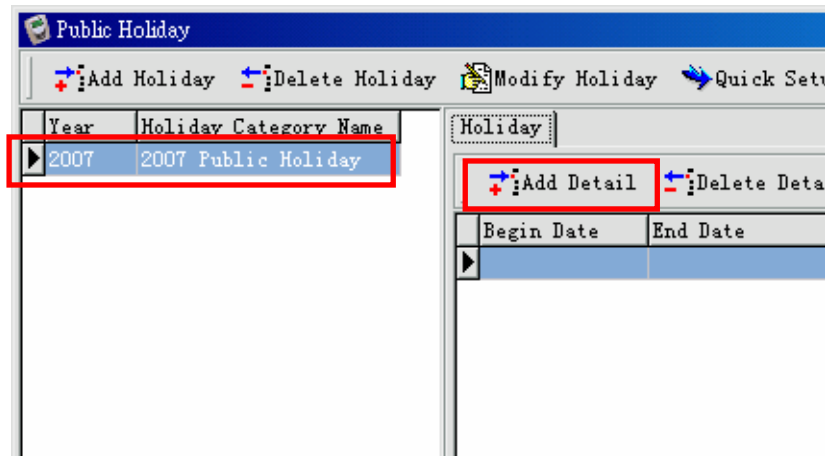 Public Holiday
Add Holiday Delete Holiday Modify Holiday Quick Setu
Year Holiday Category Name
2007 2007 Public Holiday
Holiday
Add Detail Delete Deta
Begin Date End Date